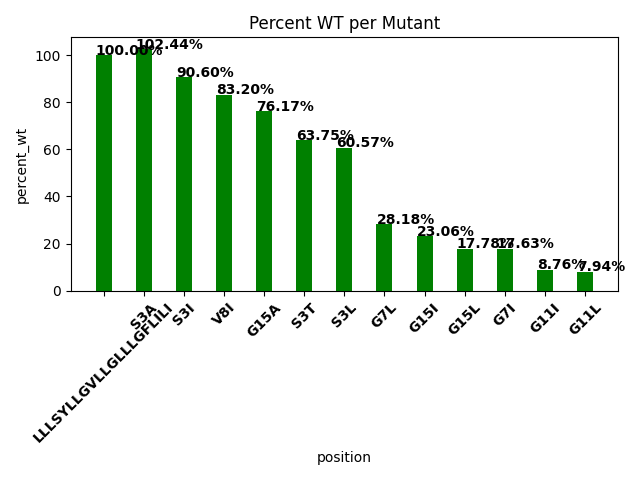 Percent WT per Mutant
percent_wt
100
80
60
40
20
0
100.00%
102.44%
90.60%
83.20%
76.17%
63.75%
60.57%
28.18%
23.06%
17.78%
17.63%
8.76%
7.94%
LLLSYLLGVLLGLLLGFLILI
S3A
S3I
V8I
G15A
S3T
S3L
G7L
G15I
G15L
G7I
G11I
G11L
position